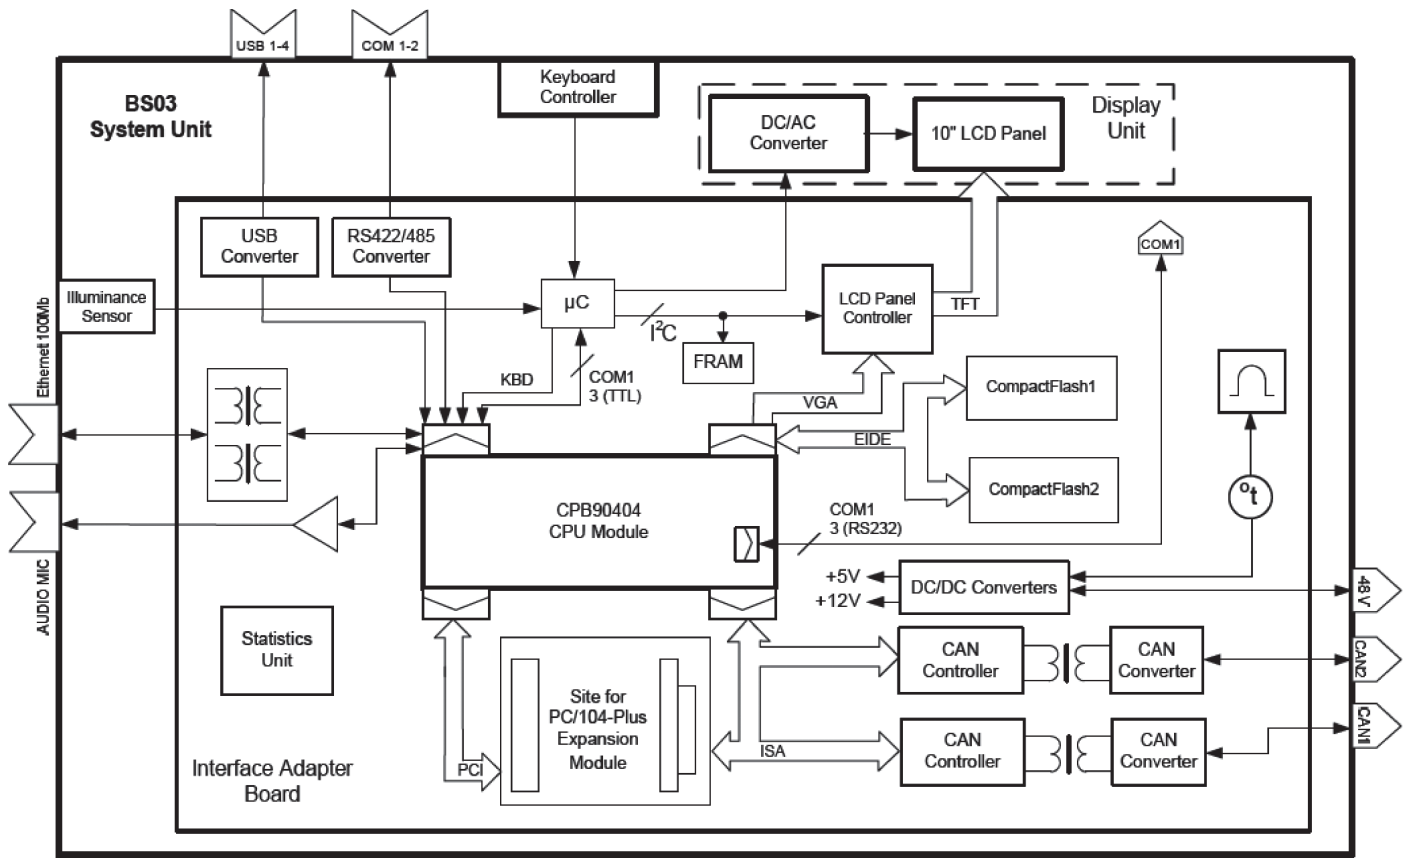 USB 1-4
COM 1-2
Keyboard
Controller
BS03
System Unit
DC/AC
Converter
10" LCD Panel
Display
Unit
USB
Converter
RS422/485
Converter
COM1
Illuminance
Sensor
µC
LCD Panel
Controller
TFT
I²C
FRAM
Ethernet 100Mb
KBD
COM1
3 (TTL)
VGA
CompactFlash1
EIDE
CompactFlash2
°t
CPB90404
CPU Module
COM1
3 (RS232)
AUDIO MIC
+5V
+12V
DC/DC Converters
48 V
Statistics
Unit
CAN
Controller
CAN
Converter
CAN2
Site for
PC/104-Plus
Expansion
Module
PCI
ISA
CAN
Controller
CAN
Converter
CAN1
Interface Adapter
Board